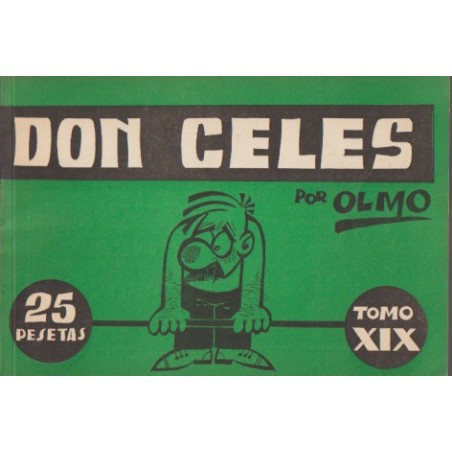 DON CELES
POR OLMO
25
PESETAS
TOMO
XIX